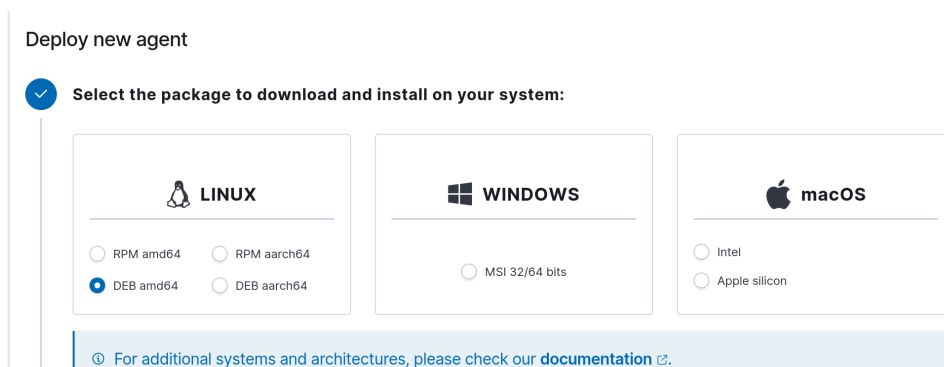 Deploy new agent
Select the package to download and install on your system:
LINUX
RPM amd64 RPM aarch64
DEB amd64 DEB aarch64
WINDOWS
MSI 32/64 bits
macOS
Intel
Apple silicon
For additional systems and architectures, please check our documentation.